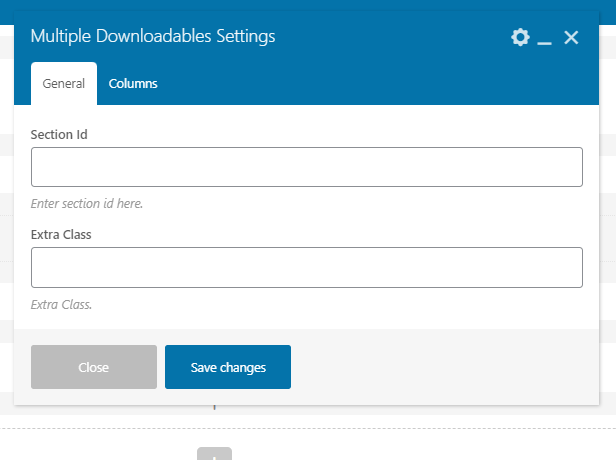 Multiple Downloadables Settings
General
Columns
Section Id
Enter section id here.
Extra Class
Extra Class.
Close
Save changes